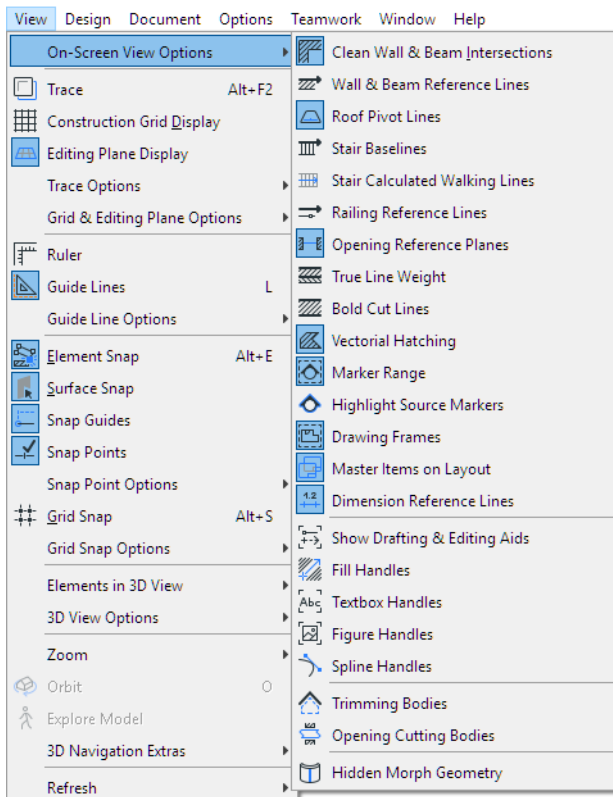 View Design Document Options Teamwork Window Help
On-Screen View Options
Trace Alt+F2
Construction Grid Display
Editing Plane Display
Trace Options
Grid & Editing Plane Options
Ruler
Guide Lines L
Guide Line Options
Element Snap Alt+E
Surface Snap
Snap Guides
Snap Points
Snap Point Options
Grid Snap Alt+S
Grid Snap Options
Elements in 3D View
3D View Options
Zoom
Orbit O
Explore Model
3D Navigation Extras
Refresh
Clean Wall & Beam Intersections
Wall & Beam Reference Lines
Roof Pivot Lines
Stair Baselines
Stair Calculated Walking Lines
Railing Reference Lines
Opening Reference Planes
True Line Weight
Bold Cut Lines
Vectorial Hatching
Marker Range
Highlight Source Markers
Drawing Frames
Master Items on Layout
1.2 Dimension Reference Lines
Show Drafting & Editing Aids
Fill Handles
Abc Textbox Handles
Figure Handles
Spline Handles
Trimming Bodies
Opening Cutting Bodies
Hidden Morph Geometry